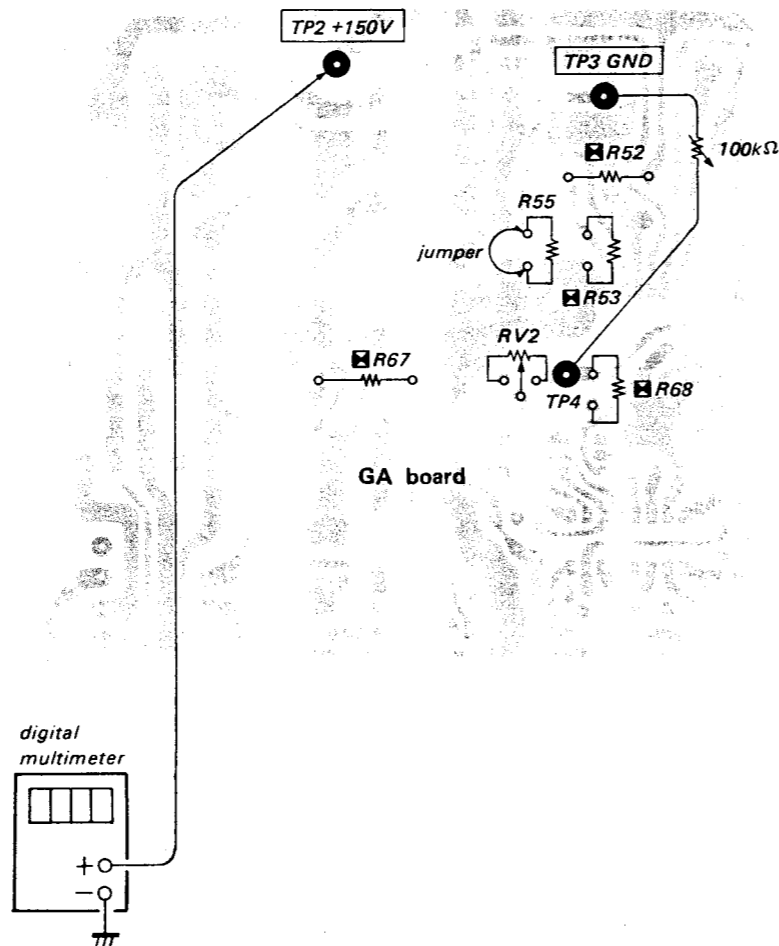 TP2 +150V
TP3 GND
R52
100kΩ
R55
jumper
R53
RV2
R67
TP4
R68
GA board
digital
multimeter
+
−